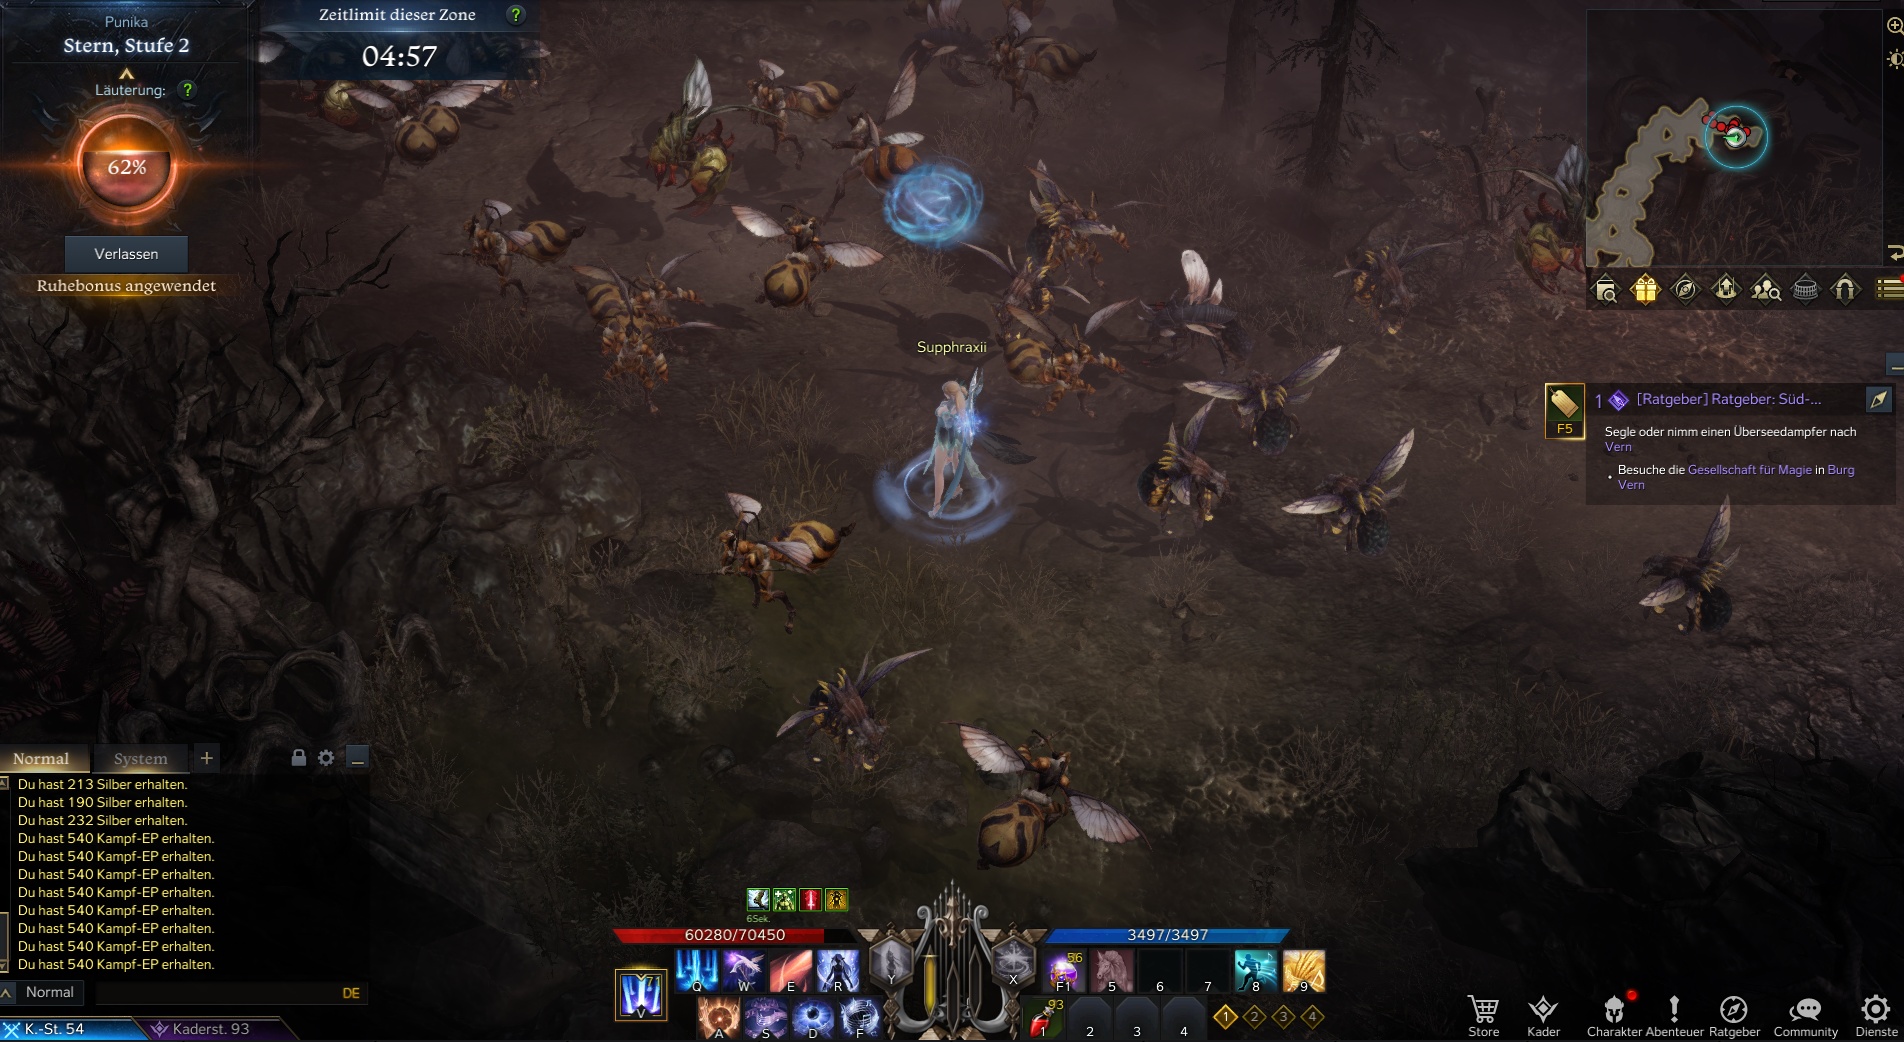 Punika
Stern, Stufe 2
Läuterung: ?
62%
Verlassen
Ruhebonus angewendet
Zeitlimit dieser Zone ?
04:57
Supphraxii
F5
1 [Ratgeber] Ratgeber: Süd-...
Segle oder nimm einen Überseedampfer nach
Vern
• Besuche die Gesellschaft für Magie in Burg
Vern
Normal System +
Du hast 213 Silber erhalten.
Du hast 190 Silber erhalten.
Du hast 232 Silber erhalten.
Du hast 540 Kampf-EP erhalten.
Du hast 540 Kampf-EP erhalten.
Du hast 540 Kampf-EP erhalten.
Du hast 540 Kampf-EP erhalten.
Du hast 540 Kampf-EP erhalten.
Du hast 540 Kampf-EP erhalten.
Du hast 540 Kampf-EP erhalten.
Du hast 540 Kampf-EP erhalten.
Normal DE
K.-St. 54 Kaderst. 93
6Sek.
60280/70450
3497/3497
V
Q W E R
A S D F
Y X
56
F1 5 6 7 8 F9
93
1 2 3 4
1 2 3 4
Store Kader Charakter Abenteuer Ratgeber Community Dienste